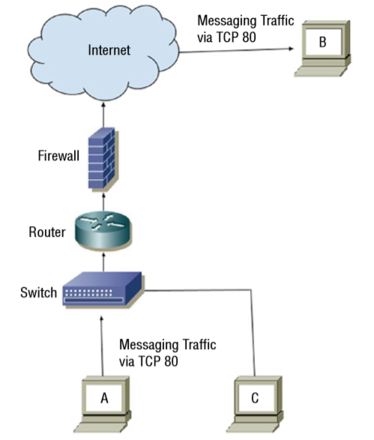 Messaging Traffic
via TCP 80
Internet
B
Firewall
Router
Switch
Messaging Traffic
via TCP 80
A
C